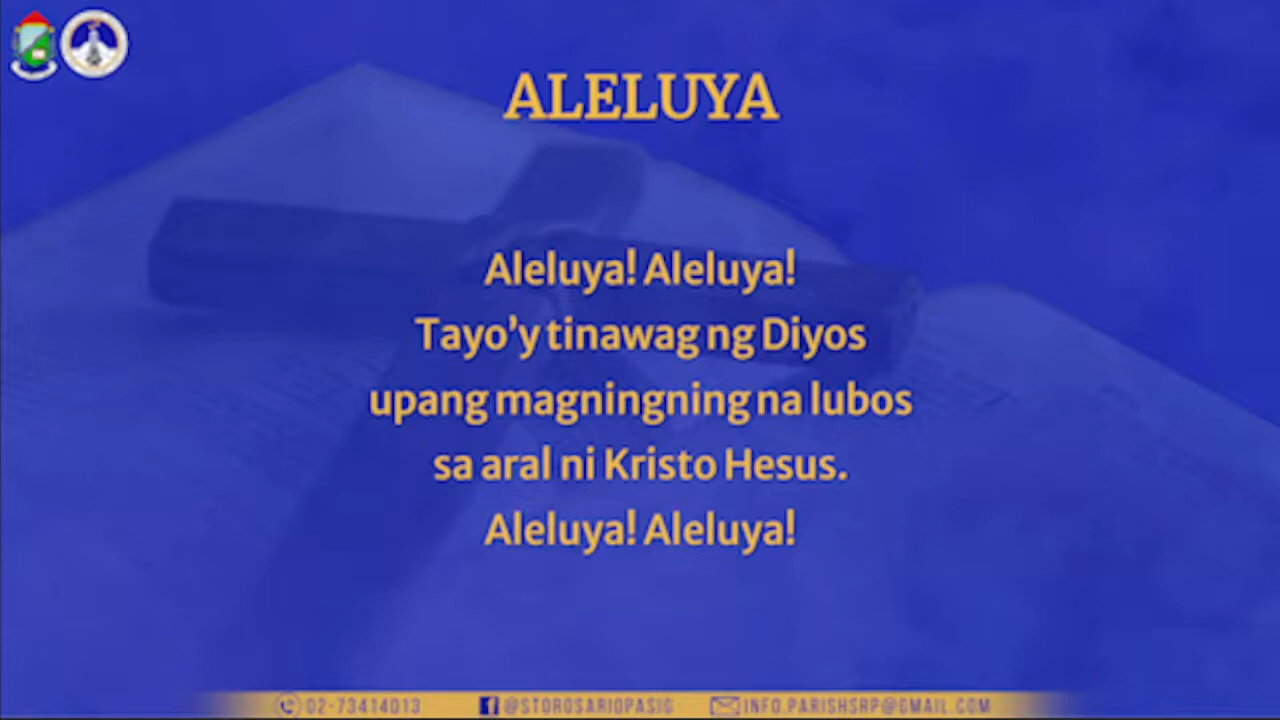 ALELUYA
Aleluya! Aleluya!
Tayo’y tinawag ng Diyos
upang magningning na lubos
sa aral ni Kristo Hesus.
Aleluya! Aleluya!
02-73414013 @STOROSARIOPASIG INFO.PARISHSRP@GMAIL.COM